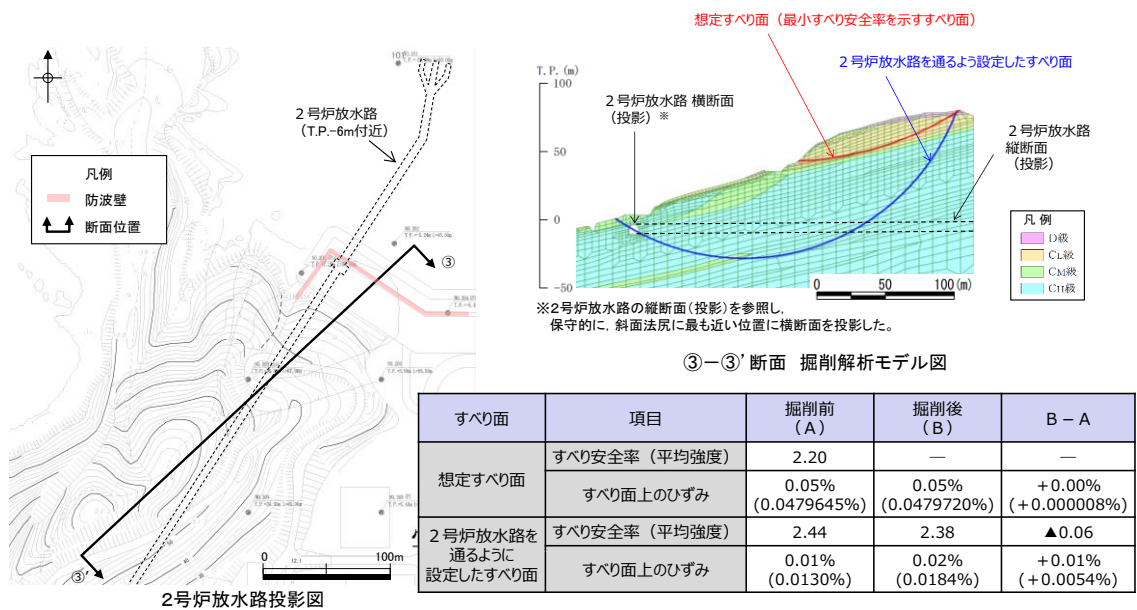 101
2号炉放水路
(T.P.-6m付近)
凡例
防波壁
断面位置
③
③’
0 100m
2号炉放水路投影図
想定すべり面（最小すべり安全率を示すすべり面）
2号炉放水路を通るよう設定したすべり面
T.P. (m)
100
50
0
-50
2号炉放水路 横断面
（投影）※
2号炉放水路
縦断面
（投影）
凡 例
D級
CL級
CM級
CH級
0 50 100 (m)
※2号炉放水路の縦断面(投影)を参照し，
保守的に，斜面法尻に最も近い位置に横断面を投影した。
③－③’断面 掘削解析モデル図
すべり面 項目 掘削前（A） 掘削後（B） B－A
想定すべり面 すべり安全率（平均強度） 2.20 ― ―
すべり面上のひずみ 0.05% 0.05% +0.00%
(0.0479645%) (0.0479720%) (+0.000008%)
2号炉放水路を
通るように
設定したすべり面
すべり安全率（平均強度） 2.44 2.38 ▲0.06
すべり面上のひずみ 0.01% 0.02% +0.01%
(0.0130%) (0.0184%) (+0.0054%)